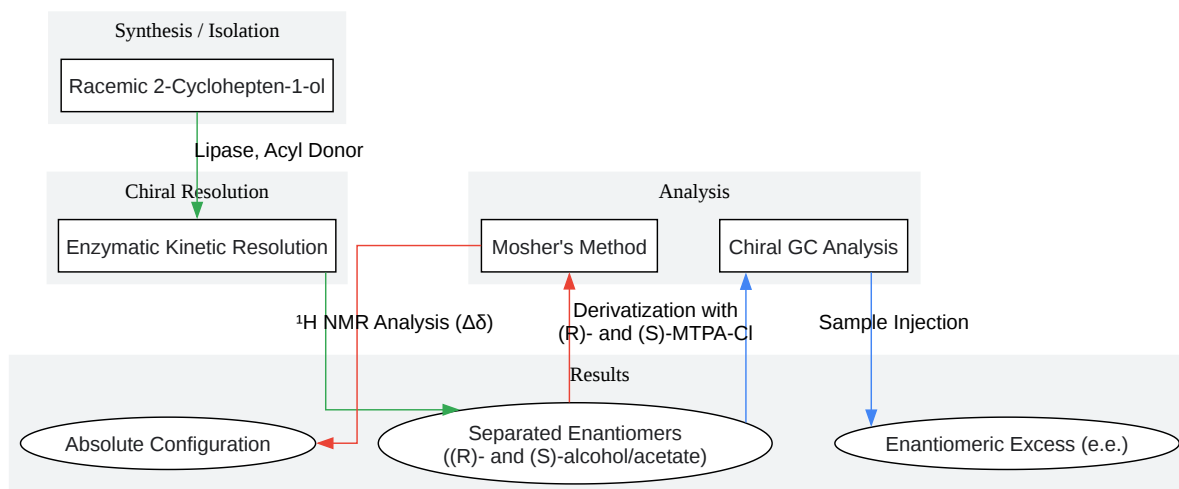 Synthesis / Isolation
Racemic 2-Cyclohepten-1-ol
Lipase, Acyl Donor
Chiral Resolution
Analysis
Enzymatic Kinetic Resolution
Mosher's Method
Chiral GC Analysis
¹H NMR Analysis (Δδ)
Derivatization with
(R)- and (S)-MTPA-Cl
Sample Injection
Results
Absolute Configuration
Separated Enantiomers
((R)- and (S)-alcohol/acetate)
Enantiomeric Excess (e.e.)